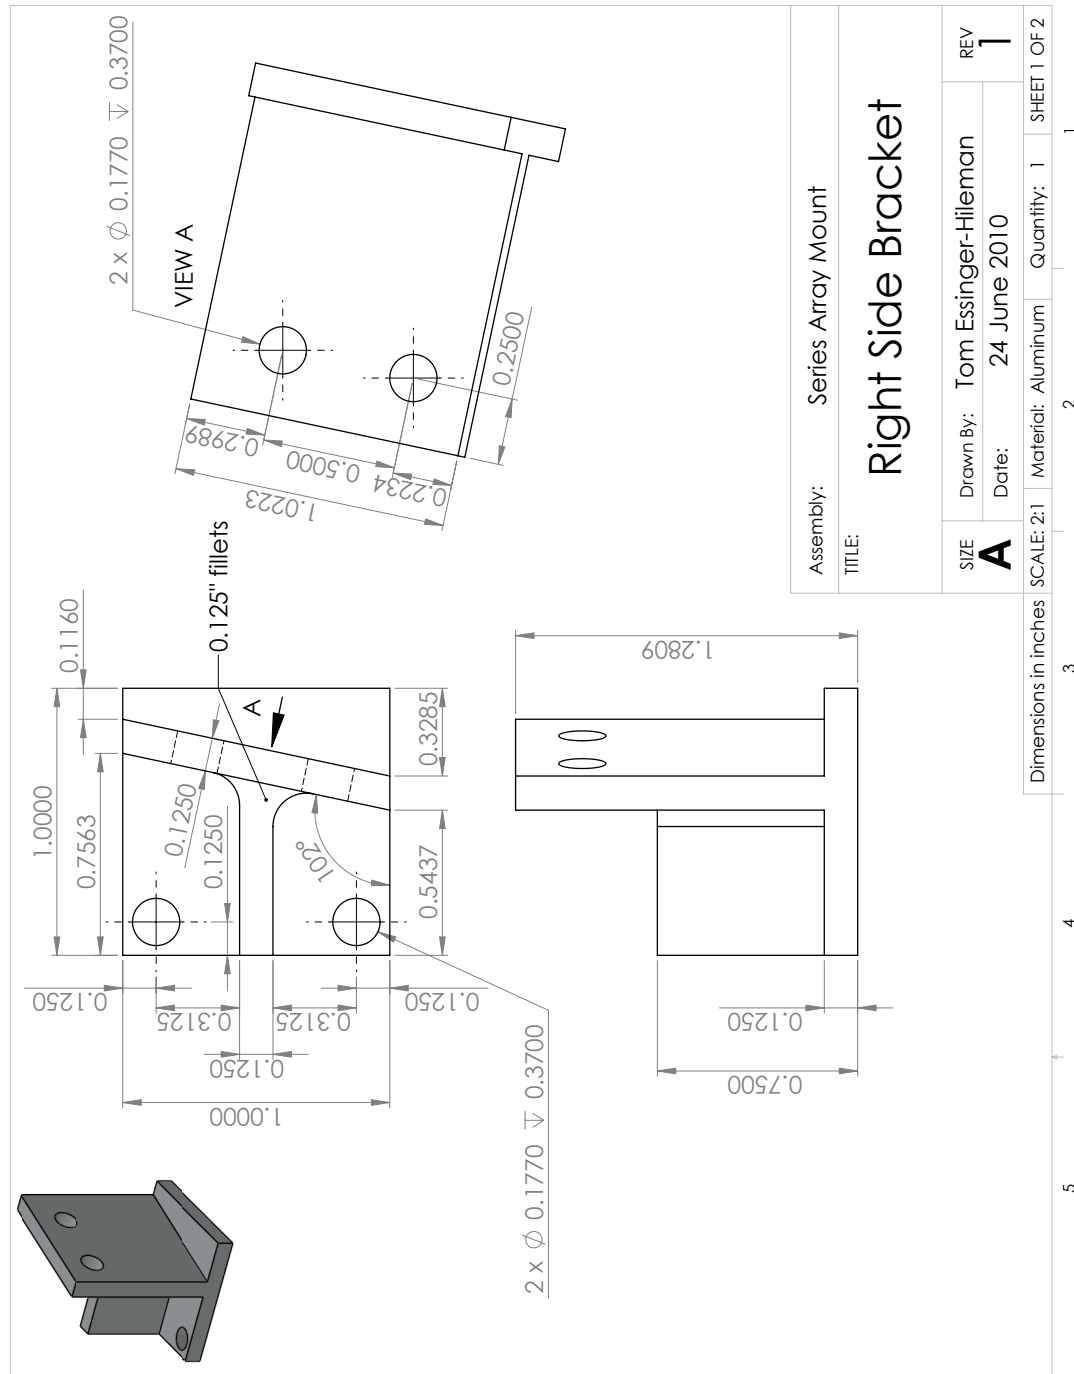 2 x ∅ 0.1770 ↧ 0.3700
VIEW A
0.2989
0.5000
0.2234
1.0223
0.2500
0.125" fillets
0.1160
1.0000
0.7563
0.1250
0.1250
A
102°
0.3285
0.5437
0.1250
0.3125
0.1250
0.3125
0.1250
1.0000
2 x ∅ 0.1770 ↧ 0.3700
1.2809
0.1250
0.7500
Assembly: Series Array Mount
TITLE:
Right Side Bracket
SIZE
A
Drawn By: Tom Essinger-Hileman
Date: 24 June 2010
REV
1
Dimensions in inches SCALE: 2:1 Material: Aluminum Quantity: 1 SHEET 1 OF 2
5 4 3 2 1